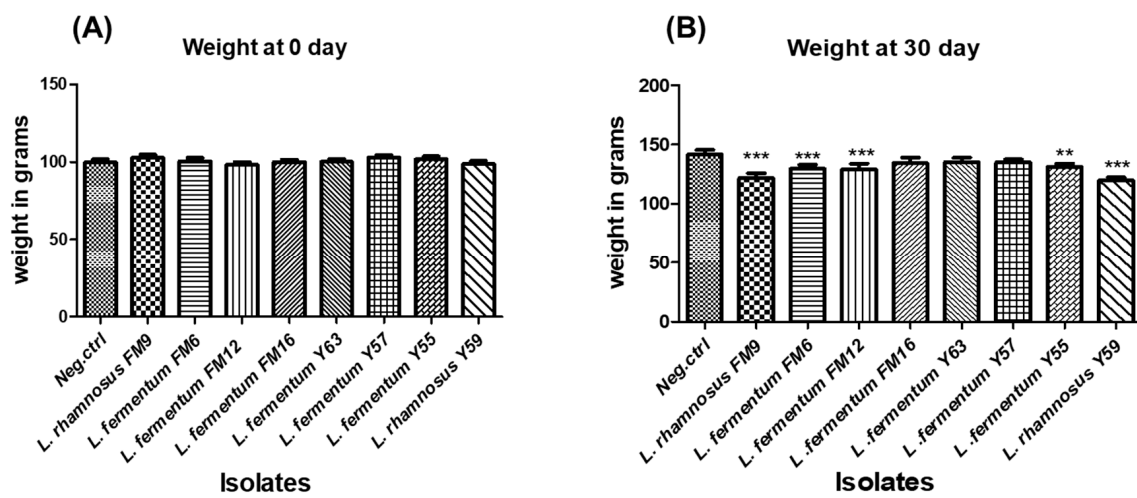 (A)
Weight at 0 day
weight in grams
150
100
50
0
Neg.ctrl
L. rhamnosus FM9
L. fermentum FM6
L. fermentum FM12
L. fermentum FM16
L. fermentum Y63
L. fermentum Y57
L. fermentum Y55
L. rhamnosus Y59
Isolates
(B)
Weight at 30 day
weight in grams
200
150
100
50
0
***
***
***
**
***
Neg.ctrl
L. rhamnosus FM9
L. fermentum FM6
L. fermentum FM12
L .fermentum FM16
L .fermentum Y63
L .fermentum Y57
L .fermentum Y55
L. rhamnosus Y59
Isolates